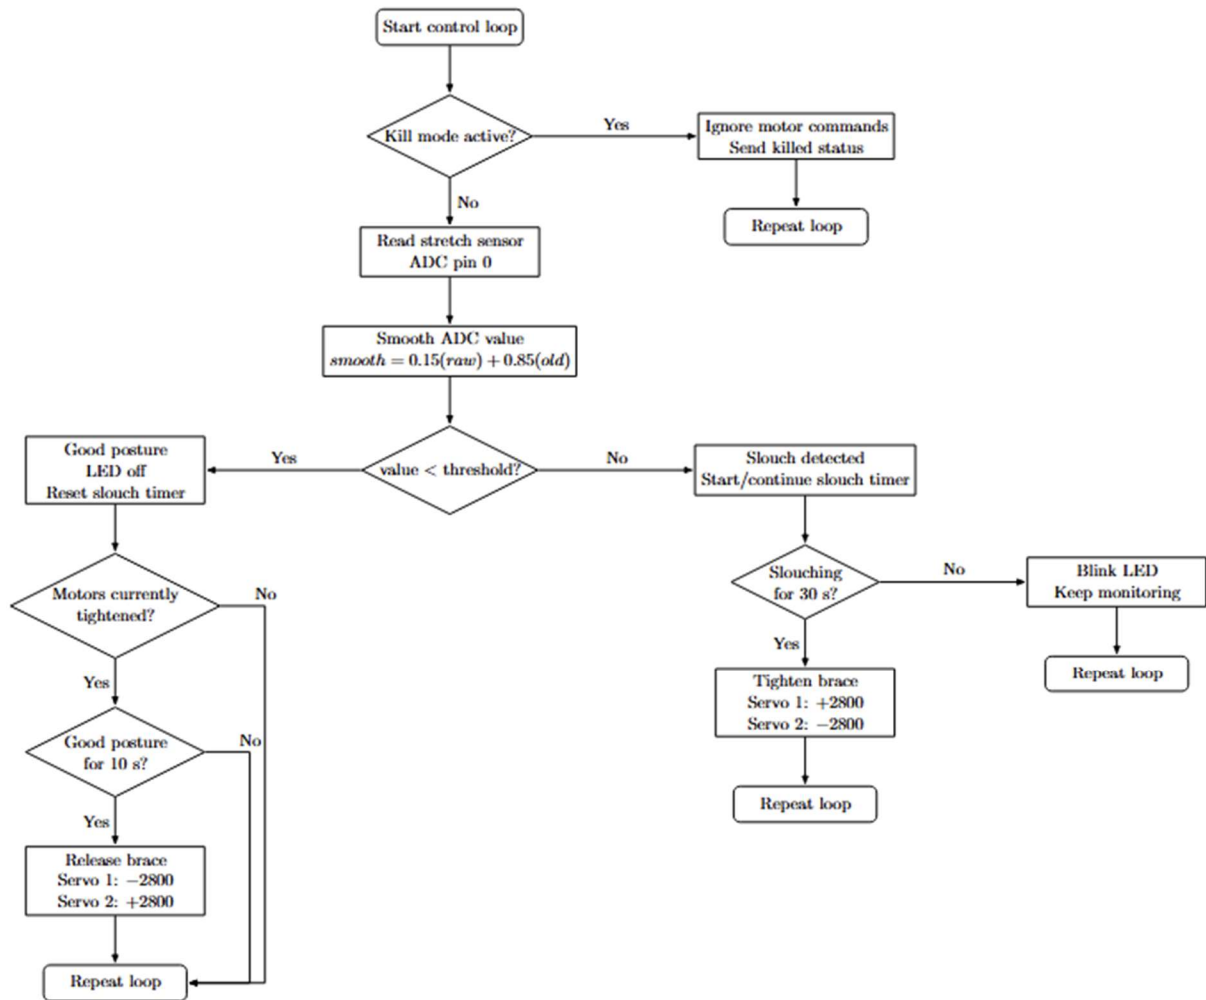 Start control loop
Kill mode active?
Yes
Ignore motor commands
Send killed status
No
Repeat loop
Read stretch sensor
ADC pin 0
Smooth ADC value
smooth = 0.15(raw) + 0.85(old)
value < threshold?
Yes
Good posture
LED off
Reset slouch timer
Motors currently
tightened?
No
Yes
Good posture
for 10 s?
No
Yes
Release brace
Servo 1: −2800
Servo 2: +2800
Repeat loop
No
Slouch detected
Start/continue slouch timer
Slouching
for 30 s?
No
Blink LED
Keep monitoring
Repeat loop
Yes
Tighten brace
Servo 1: +2800
Servo 2: −2800
Repeat loop